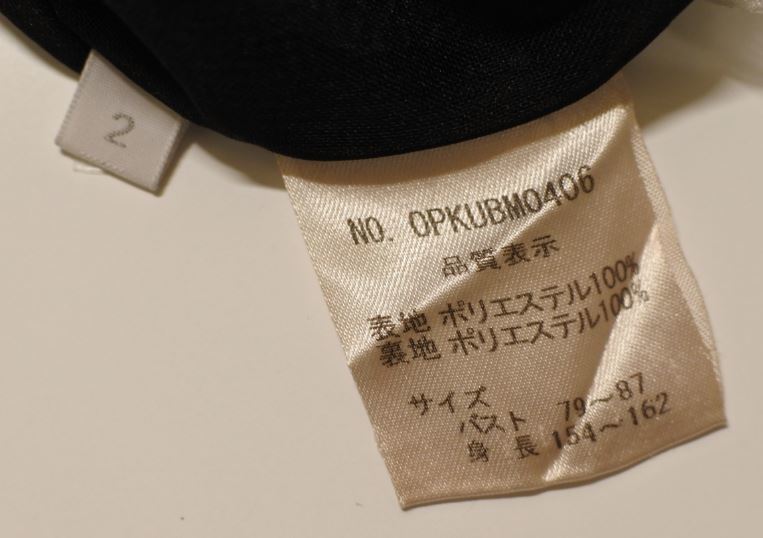 2
NO. OPKUBM0406
品質表示
表地 ポリエステル100%
裏地 ポリエステル100%
サイズ
バスト 79～87
身長 154～162